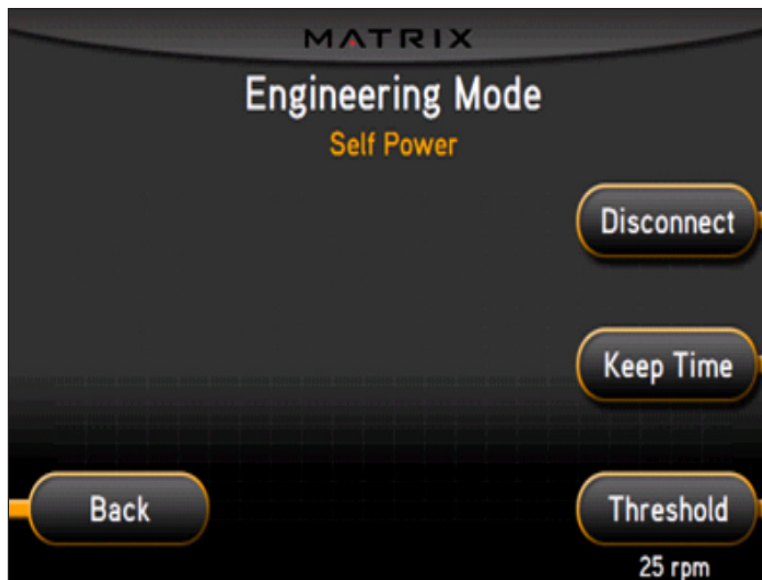 MATRIX
Engineering Mode
Self Power
Disconnect
Keep Time
Back
Threshold
25 rpm